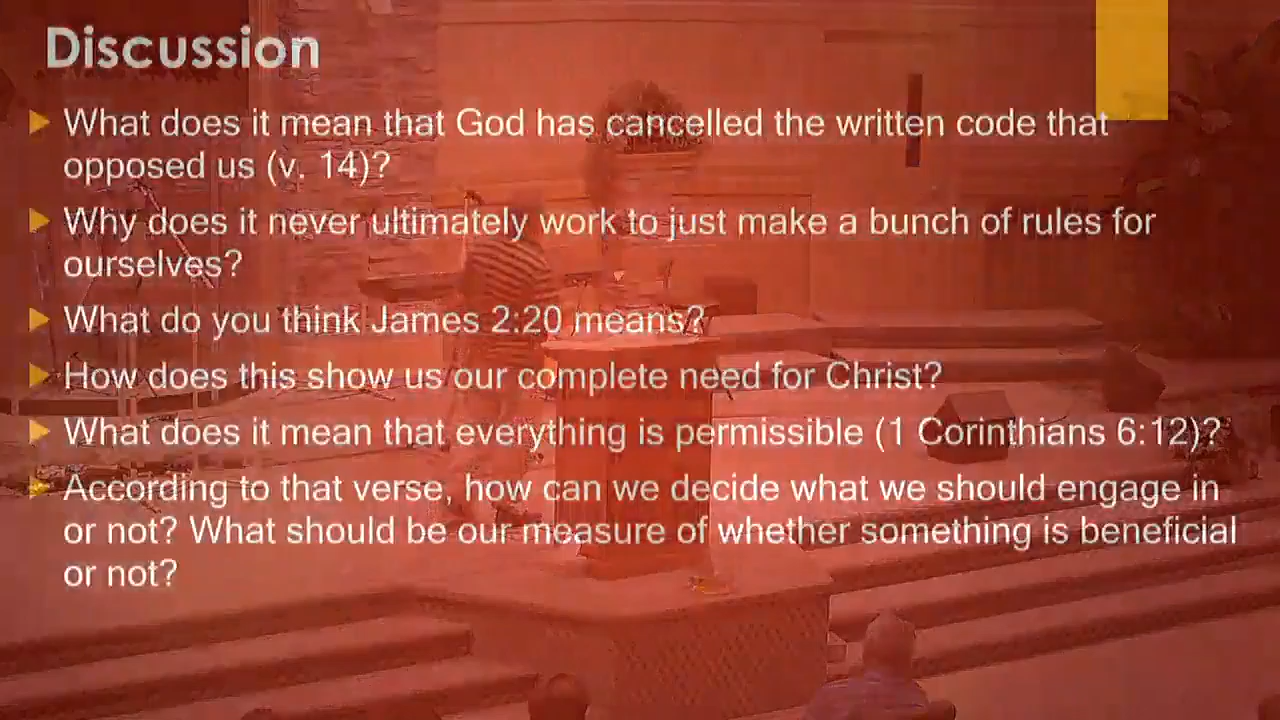 Discussion
What does it mean that God has cancelled the written code that
opposed us (v. 14)?
Why does it never ultimately work to just make a bunch of rules for
ourselves?
What do you think James 2:20 means?
How does this show us our complete need for Christ?
What does it mean that everything is permissible (1 Corinthians 6:12)?
According to that verse, how can we decide what we should engage in
or not? What should be our measure of whether something is beneficial
or not?